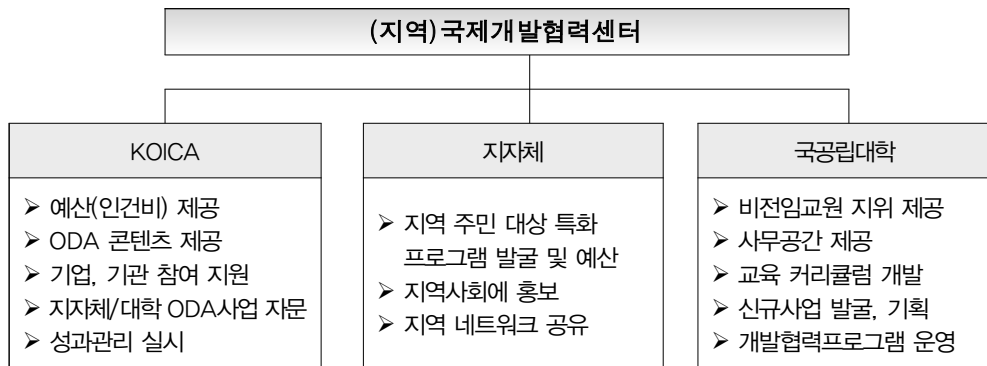 (지역)국제개발협력센터
KOICA
➢ 예산(인건비) 제공
➢ ODA 콘텐츠 제공
➢ 기업, 기관 참여 지원
➢ 지자체/대학 ODA사업 자문
➢ 성과관리 실시
지자체
➢ 지역 주민 대상 특화
프로그램 발굴 및 예산
➢ 지역사회에 홍보
➢ 지역 네트워크 공유
국공립대학
➢ 비전임교원 지위 제공
➢ 사무공간 제공
➢ 교육 커리큘럼 개발
➢ 신규사업 발굴, 기획
➢ 개발협력프로그램 운영